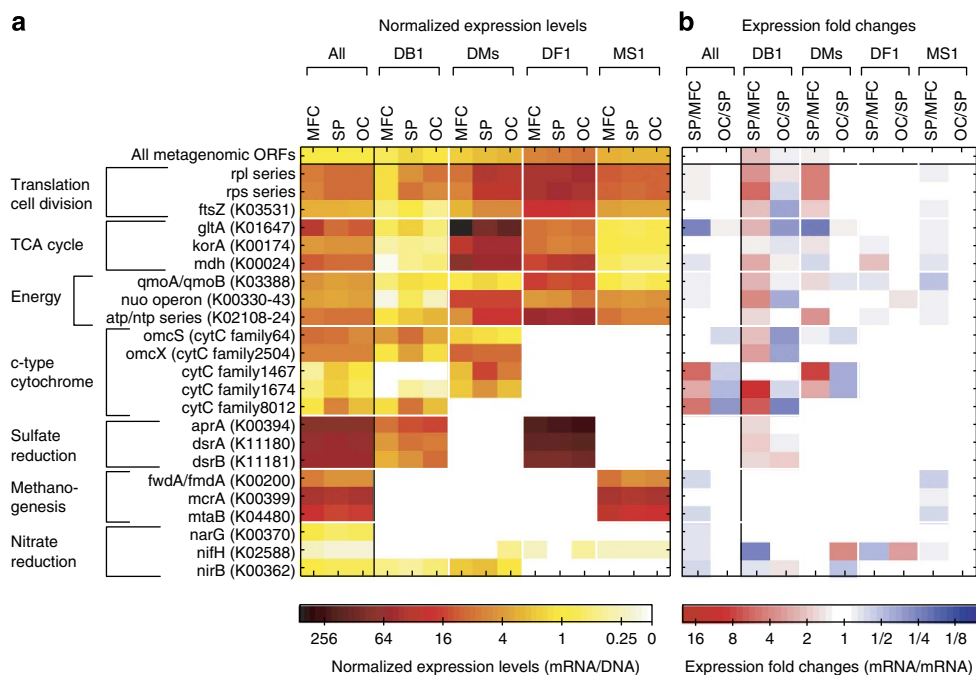 a
Normalized expression levels
b
Expression fold changes
All DB1 DMs DF1 MS1
All DB1 DMs DF1 MS1
MFC SP OC MFC SP OC MFC SP OC MFC SP OC MFC SP OC
SP/MFC OC/SP SP/MFC OC/SP SP/MFC OC/SP SP/MFC OC/SP SP/MFC OC/SP
All metagenomic ORFs
Translation
cell division
rpl series
rps series
ftsZ (K03531)
TCA cycle
gltA (K01647)
korA (K00174)
mdh (K00024)
Energy
qmoA/qmoB (K03388)
nuo operon (K00330-43)
atp/ntp series (K02108-24)
c-type
cytochrome
omcS (cytC family64)
omcX (cytC family2504)
cytC family1467
cytC family1674
cytC family8012
Sulfate
reduction
aprA (K00394)
dsrA (K11180)
dsrB (K11181)
Methano-
genesis
fwdA/fmdA (K00200)
mcrA (K00399)
mtaB (K04480)
Nitrate
reduction
narG (K00370)
nifH (K02588)
nirB (K00362)
256 64 16 4 1 0.25 0
Normalized expression levels (mRNA/DNA)
16 8 4 2 1 1/2 1/4 1/8
Expression fold changes (mRNA/mRNA)